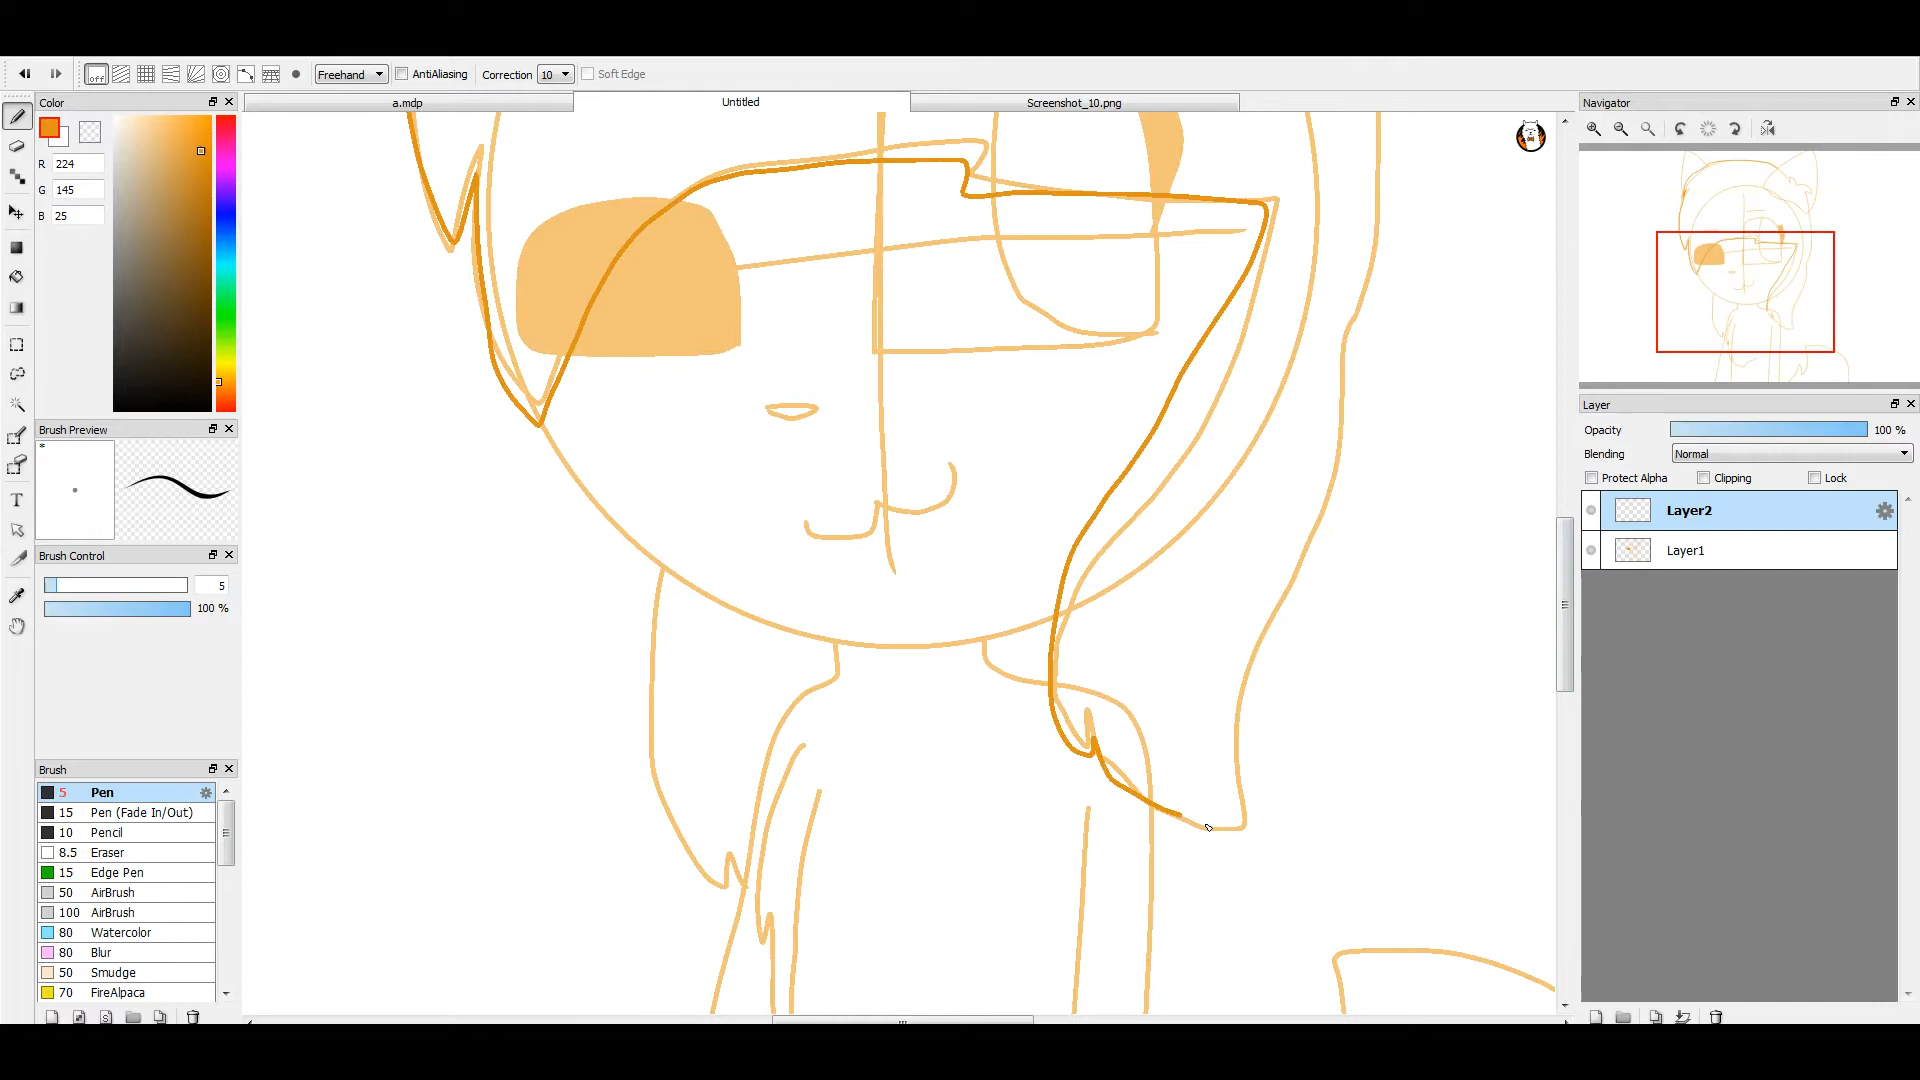 off Freehand AntiAliasing Correction 10 Soft Edge
Color
a.mdp Untitled Screenshot_10.png
Navigator
R 224
G 145
B 25
Brush Preview
*
Brush Control
5
100 %
Brush
5 Pen
15 Pen (Fade In/Out)
10 Pencil
8.5 Eraser
15 Edge Pen
50 AirBrush
100 AirBrush
80 Watercolor
80 Blur
50 Smudge
70 FireAlpaca
S
T
Layer
Opacity 100 %
Blending Normal
Protect Alpha Clipping Lock
Layer2
Layer1